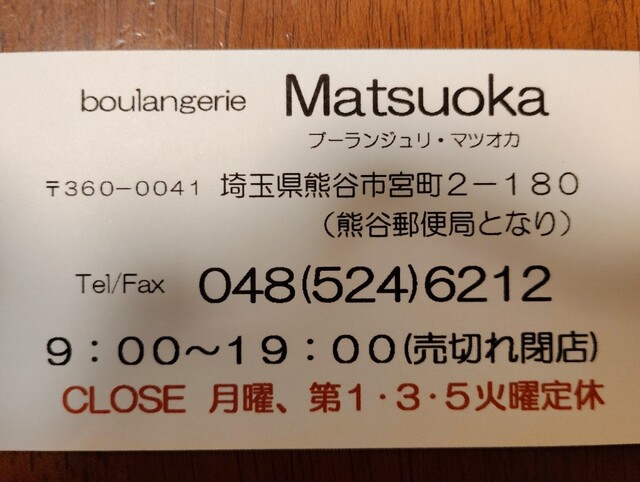 boulangerie Matsuoka
ブーランジュリ・マツオカ
〒360-0041 埼玉県熊谷市宮町2-180
(熊谷郵便局となり)
Tel/Fax 048(524)6212
9:00～19:00(売切れ閉店)
CLOSE 月曜、第1・3・5火曜定休